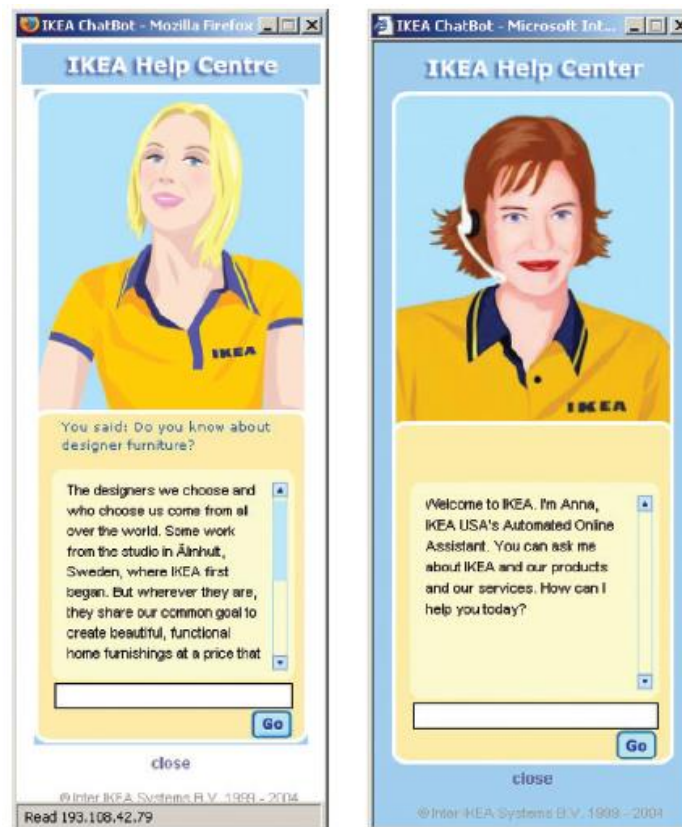 IKEA ChatBot - Mozilla Firefox
IKEA Help Centre
IKEA
You said: Do you know about
designer furniture?
The designers we choose and
who choose us come from all
over the world. Some work
from the studio in Älmhult,
Sweden, where IKEA first
began. But wherever they are,
they share our common goal to
create beautiful, functional
home furnishings at a price that
Go
close
© Inter IKEA Systems B.V. 1999 - 2004
Read 193.108.42.79
IKEA ChatBot - Microsoft Int...
IKEA Help Center
IKEA
Welcome to IKEA. I'm Anna,
IKEA USA's Automated Online
Assistant. You can ask me
about IKEA and our products
and our services. How can I
help you today?
Go
close
© Inter IKEA Systems B.V. 1999 - 2004